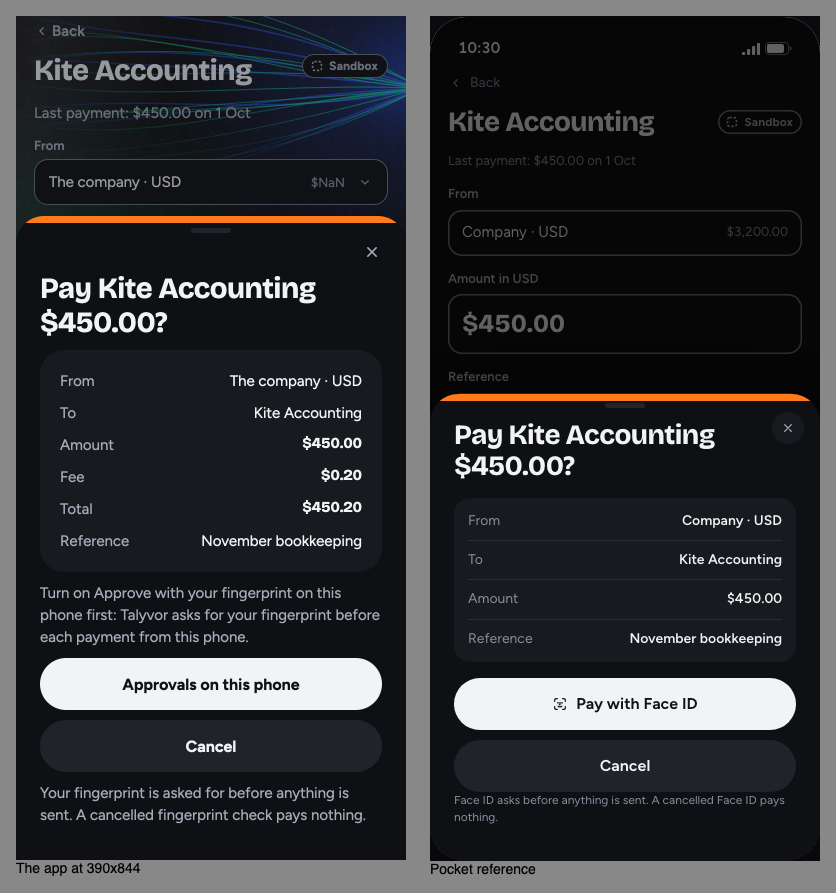 Back
Kite Accounting
Sandbox
Last payment: $450.00 on 1 Oct
From
The company · USD
$NaN
Pay Kite Accounting
$450.00?
From
The company · USD
To
Kite Accounting
Amount
$450.00
Fee
$0.20
Total
$450.20
Reference
November bookkeeping
Turn on Approve with your fingerprint on this
phone first: Talyvor asks for your fingerprint before
each payment from this phone.
Approvals on this phone
Cancel
Your fingerprint is asked for before anything is
sent. A cancelled fingerprint check pays nothing.
The app at 390x844
10:30
Back
Kite Accounting
Sandbox
Last payment: $450.00 on 1 Oct
From
Company · USD
$3,200.00
Amount in USD
$450.00
Reference
Pay Kite Accounting
$450.00?
From
Company · USD
To
Kite Accounting
Amount
$450.00
Reference
November bookkeeping
Pay with Face ID
Cancel
Face ID asks before anything is sent. A cancelled Face ID pays
nothing.
Pocket reference